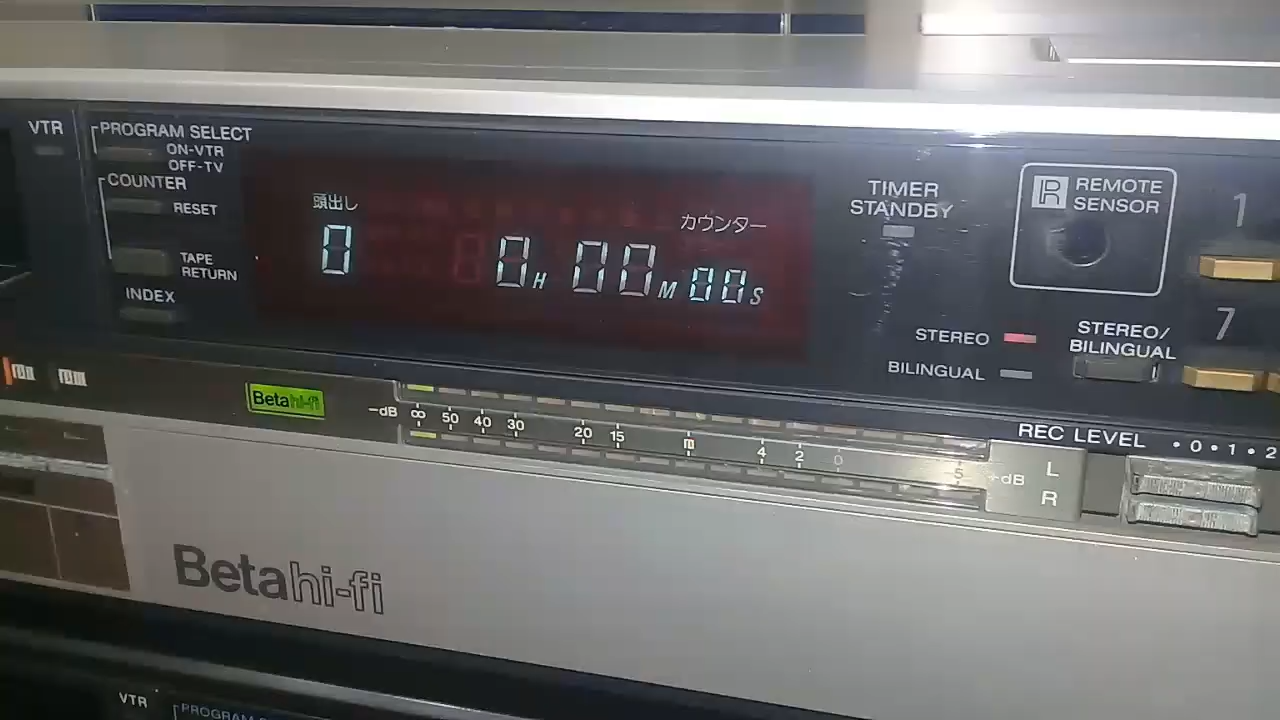 VTR
PROGRAM SELECT
ON-VTR
OFF-TV
COUNTER
RESET
TAPE
RETURN
INDEX
頭出し
カウンター
0 0H 00M 00S
TIMER
STANDBY
R REMOTE
SENSOR
1
7
STEREO
BILINGUAL
STEREO/
BILINGUAL
Beta hi-fi
-dB ∞ 50 40 30 20 15 4 2 0 5 +dB
REC LEVEL • 0 • 1 • 2
L
R
Beta hi-fi
VTR
PROGRAM